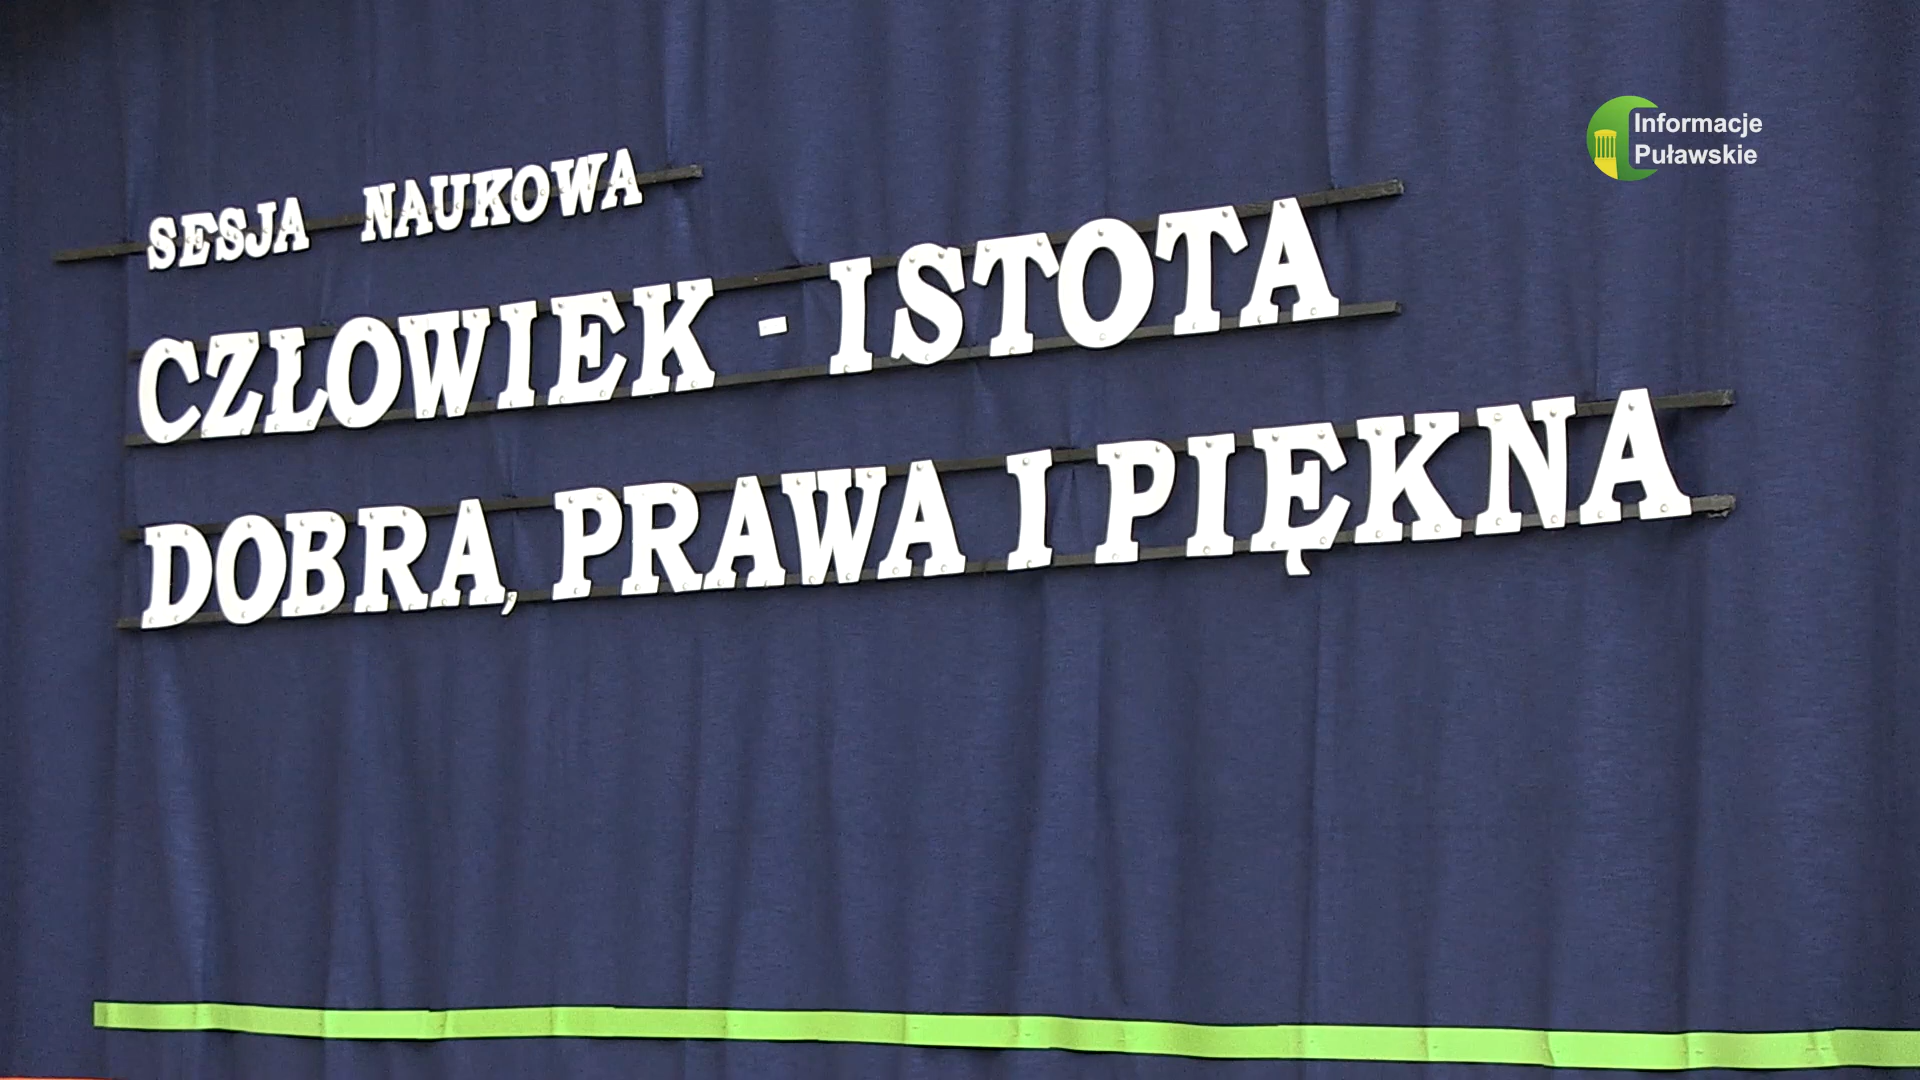 SESJA NAUKOWA
CZŁOWIEK - ISTOTA
DOBRA, PRAWA I PIĘKNA
Informacje
Puławskie